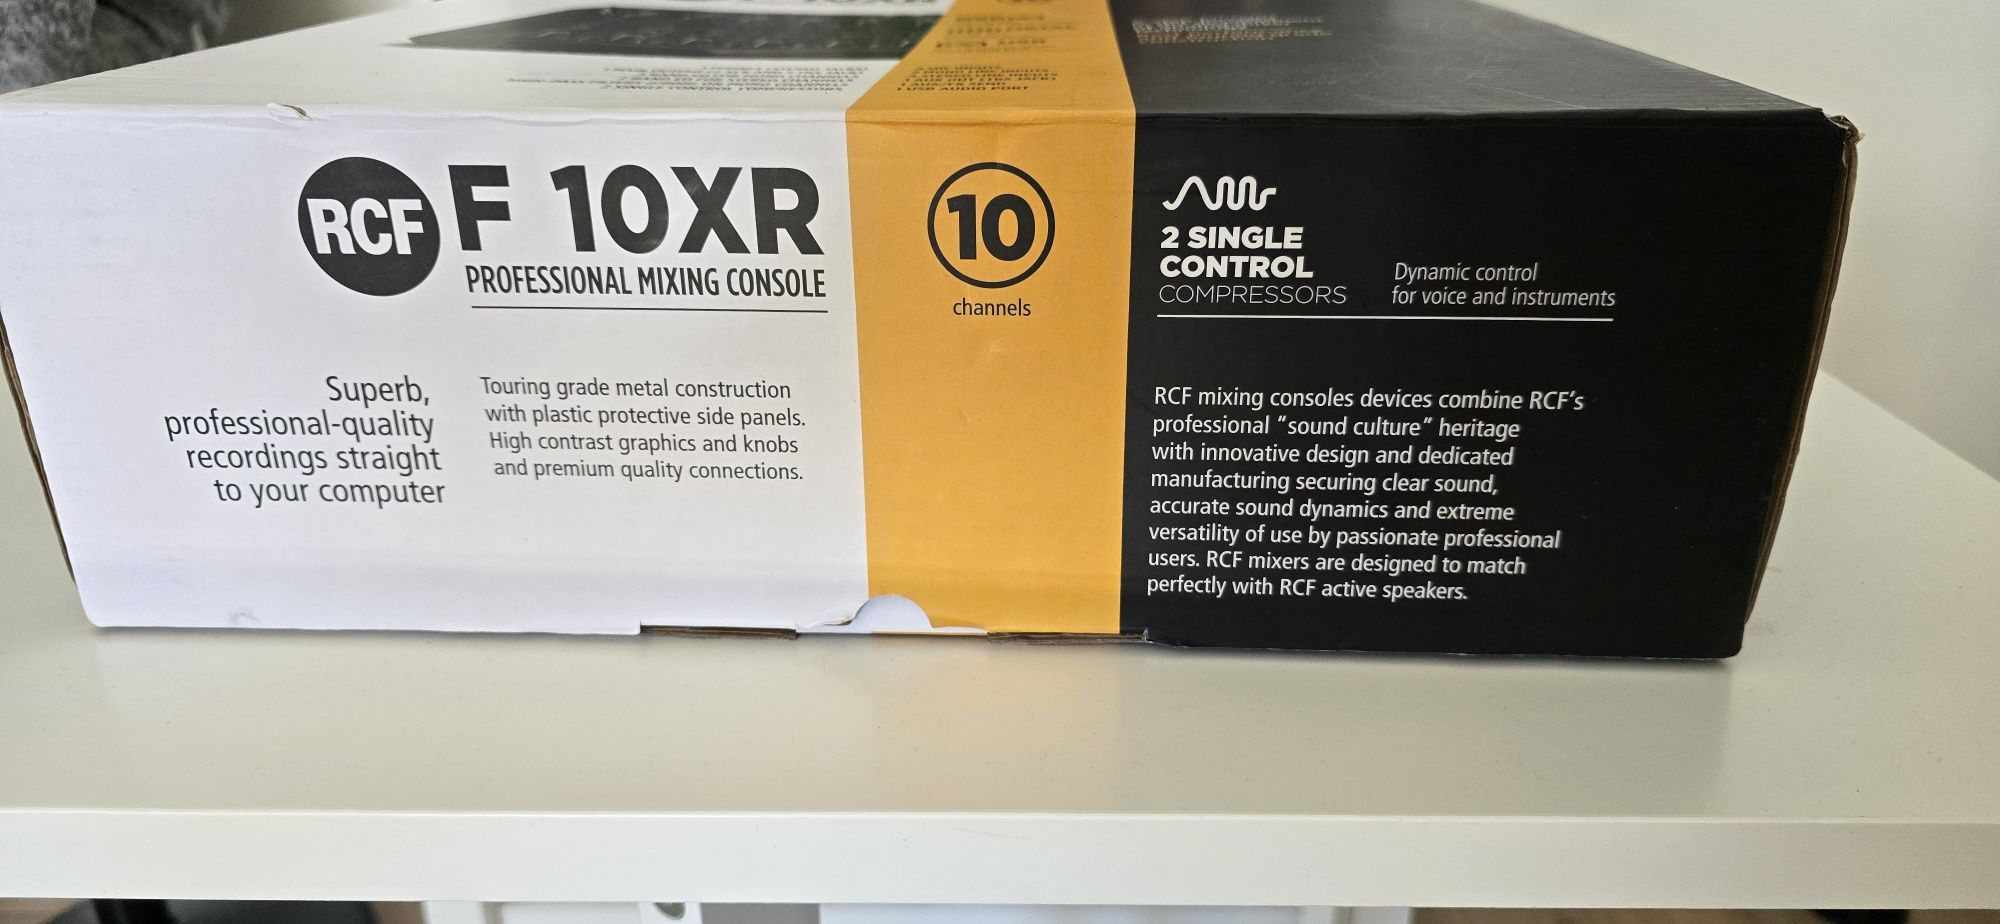 1 USB AUDIO PORT
RCF
F 10XR
PROFESSIONAL MIXING CONSOLE
Superb,
professional-quality
recordings straight
to your computer
Touring grade metal construction
with plastic protective side panels.
High contrast graphics and knobs
and premium quality connections.
10
channels
2 SINGLE
CONTROL
COMPRESSORS
Dynamic control
for voice and instruments
RCF mixing consoles devices combine RCF's
professional “sound culture” heritage
with innovative design and dedicated
manufacturing securing clear sound,
accurate sound dynamics and extreme
versatility of use by passionate professional
users. RCF mixers are designed to match
perfectly with RCF active speakers.